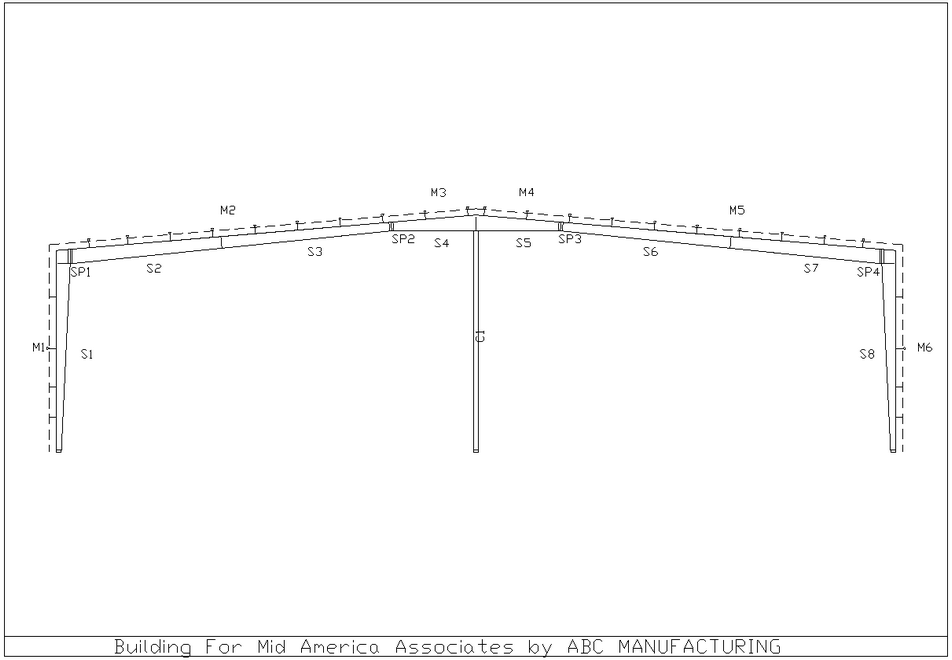 M3 M4
M2 M5
SP2 S4 S5 SP3
S3 S6
SP1 S2 S7 SP4
C1
M1 S1 S8 M6
Building For Mid America Associates by ABC MANUFACTURING